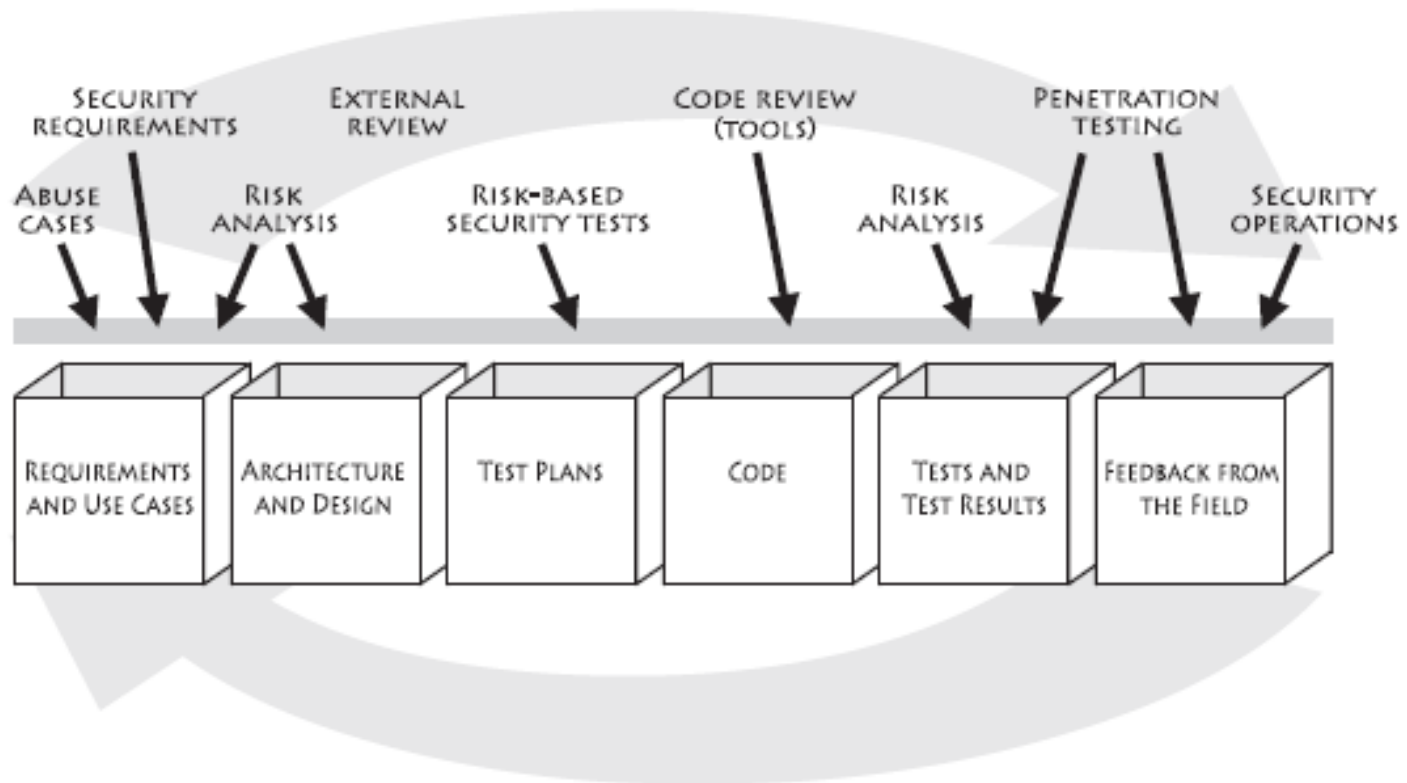 SECURITY
REQUIREMENTS
EXTERNAL
REVIEW
CODE REVIEW
(TOOLS)
PENETRATION
TESTING
ABUSE
CASES
RISK
ANALYSIS
RISK-BASED
SECURITY TESTS
RISK
ANALYSIS
SECURITY
OPERATIONS
REQUIREMENTS
AND USE CASES
ARCHITECTURE
AND DESIGN
TEST PLANS
CODE
TESTS AND
TEST RESULTS
FEEDBACK FROM
THE FIELD